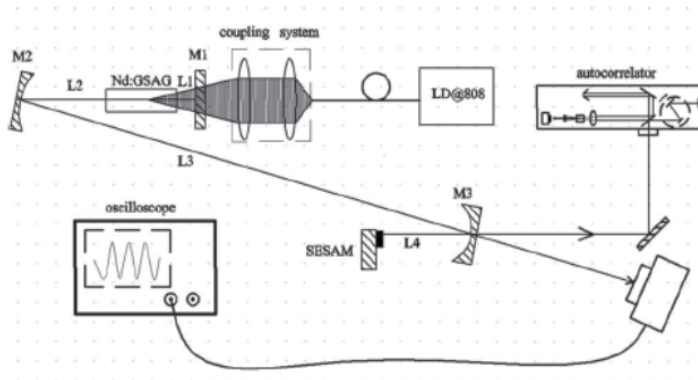 coupling system
M2
M1
Nd:GSAG L1
L2
LD@808
autocorrelator
L3
M3
oscilloscope
SESAM
L4